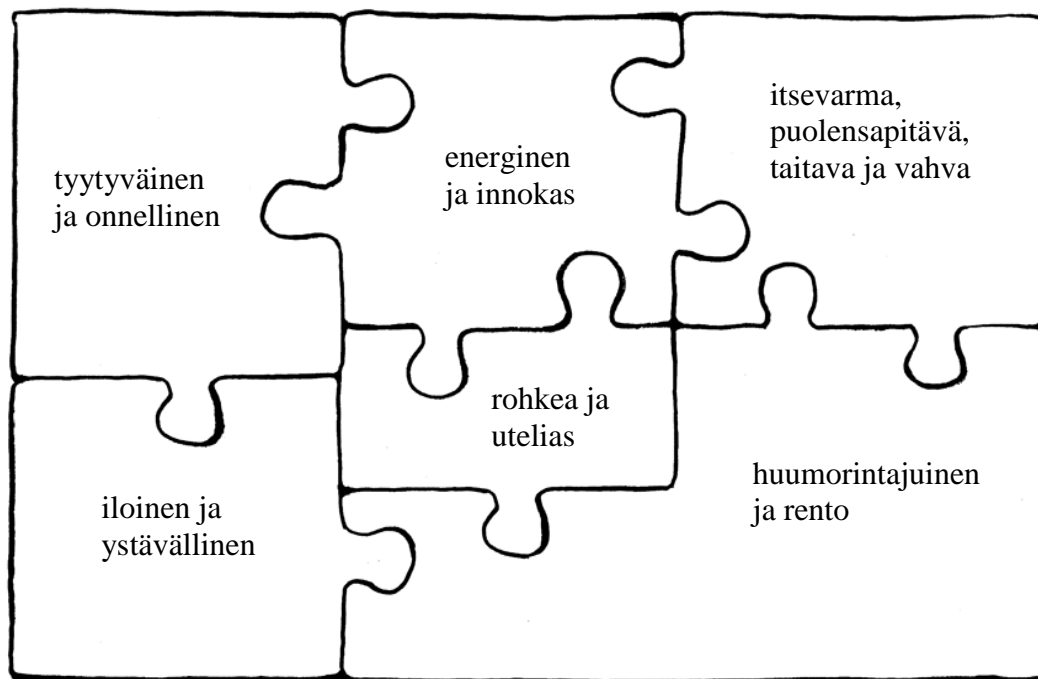 tyytyväinen
ja onnellinen
energinen
ja innokas
itsevarma,
puolensapitävä,
taitava ja vahva
iloinen ja
ystävällinen
rohkea ja
utelias
huumorintajuinen
ja rento